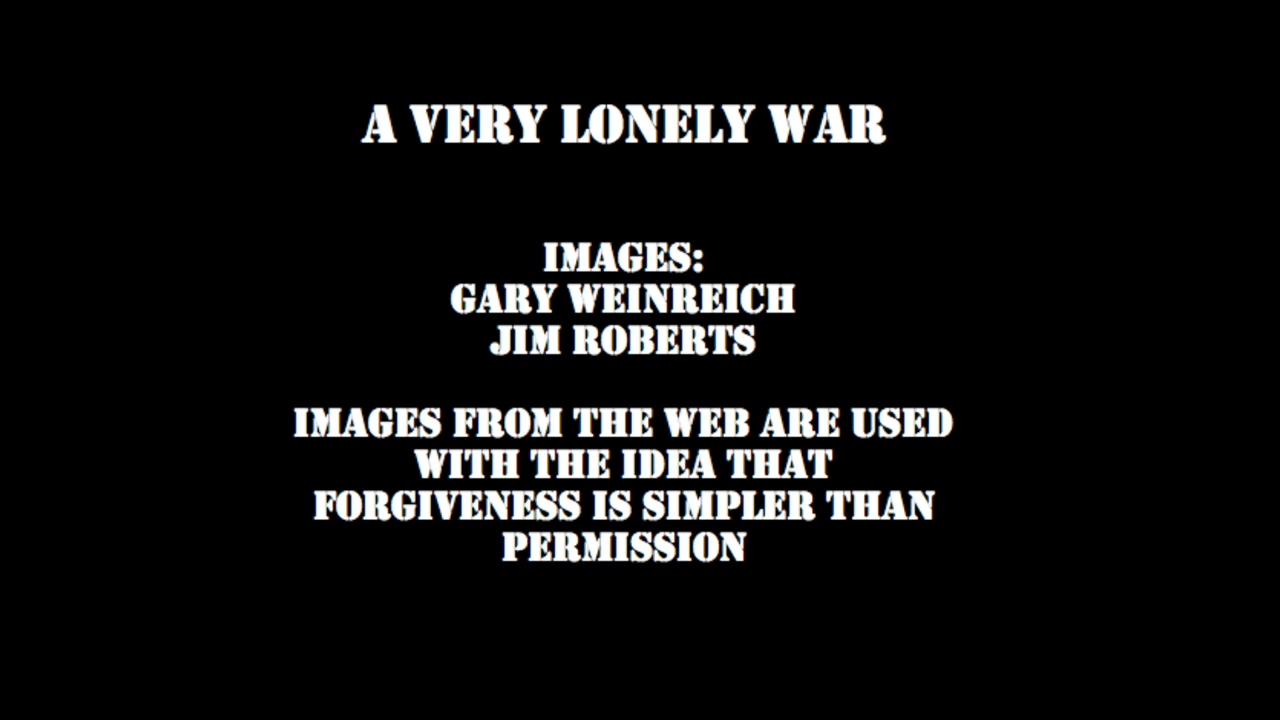 A VERY LONELY WAR
IMAGES:
GARY WEINREICH
JIM ROBERTS
IMAGES FROM THE WEB ARE USED
WITH THE IDEA THAT
FORGIVENESS IS SIMPLER THAN
PERMISSION